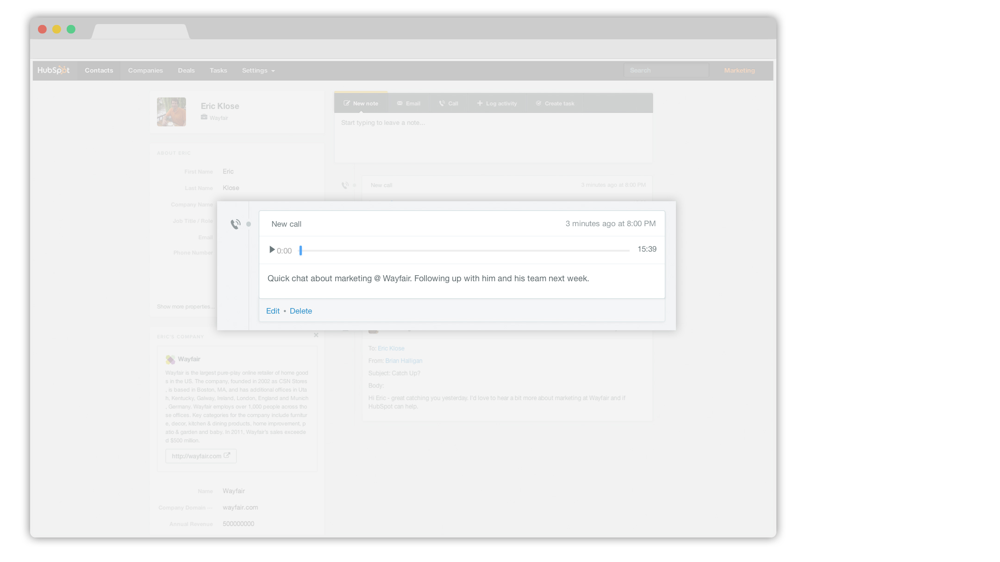 HubSpot Contacts Companies Deals Tasks Settings Search Marketing
Eric Klose
Wayfair
ABOUT ERIC
First Name Eric
Last Name Klose
Company Name
Job Title / Role
Email
Phone Number
Show more properties...
ERIC'S COMPANY
Wayfair
Wayfair is the largest pure-play online retailer of home good
s in the US. The company, founded in 2002 as CSN Stores
, is based in Boston, MA, and has additional offices in Uta
h, Kentucky, Galway, Ireland, London, England and Munich
, Germany. Wayfair employs over 1,000 people across tho
se offices. Key categories for the company include furnitur
e, decor, kitchen & dining products, home improvement, p
atio & garden and baby. In 2011, Wayfair's sales exceede
d $500 million.
http://wayfair.com
Name Wayfair
Company Domain ··· wayfair.com
Annual Revenue 500000000
New note Email Call Log activity Create task
Start typing to leave a note...
New call 3 minutes ago at 8:00 PM
New call 3 minutes ago at 8:00 PM
0:00 15:39
Quick chat about marketing @ Wayfair. Following up with him and his team next week.
Edit • Delete
To: Eric Klose
From: Brian Halligan
Subject: Catch Up?
Body:
Hi Eric - great catching you yesterday. I'd love to hear a bit more about marketing at Wayfair and if
HubSpot can help.